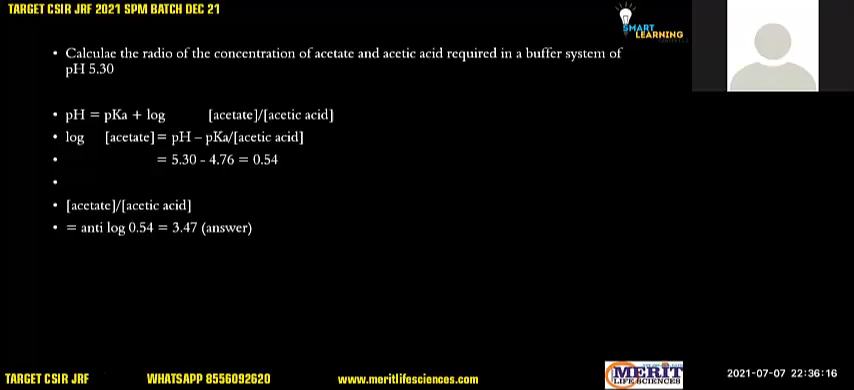 TARGET CSIR JRF 2021 SPM BATCH DEC 21
SMART
LEARNING
• Calculae the radio of the concentration of acetate and acetic acid required in a buffer system of
pH 5.30
• pH = pKa + log [acetate]/[acetic acid]
• log [acetate] = pH – pKa/[acetic acid]
• = 5.30 - 4.76 = 0.54
•
• [acetate]/[acetic acid]
• = anti log 0.54 = 3.47 (answer)
TARGET CSIR JRF WHATSAPP 8556092620 www.meritlifesciences.com
MERIT
LIFE SCIENCES
2021-07-07 22:36:16